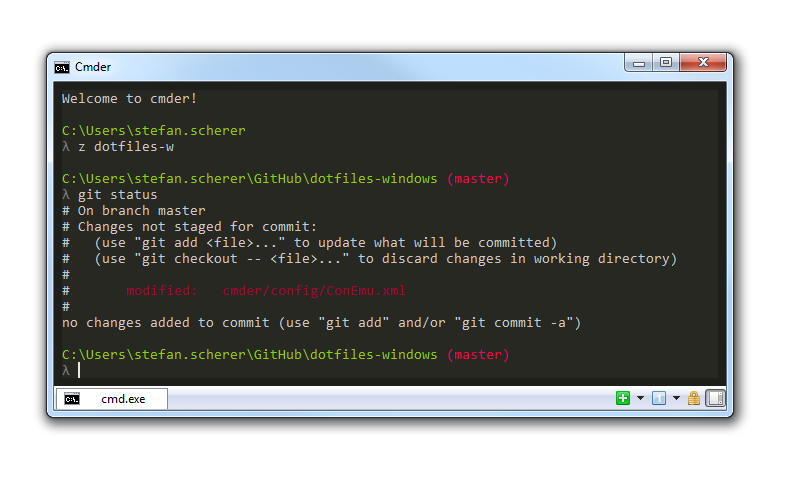 Cmder
Welcome to cmder!
C:\Users\stefan.scherer
λ z dotfiles-w
C:\Users\stefan.scherer\GitHub\dotfiles-windows (master)
λ git status
# On branch master
# Changes not staged for commit:
#   (use "git add <file>..." to update what will be committed)
#   (use "git checkout -- <file>..." to discard changes in working directory)
#
#       modified:   cmder/config/ConEmu.xml
#
no changes added to commit (use "git add" and/or "git commit -a")
C:\Users\stefan.scherer\GitHub\dotfiles-windows (master)
λ
cmd.exe